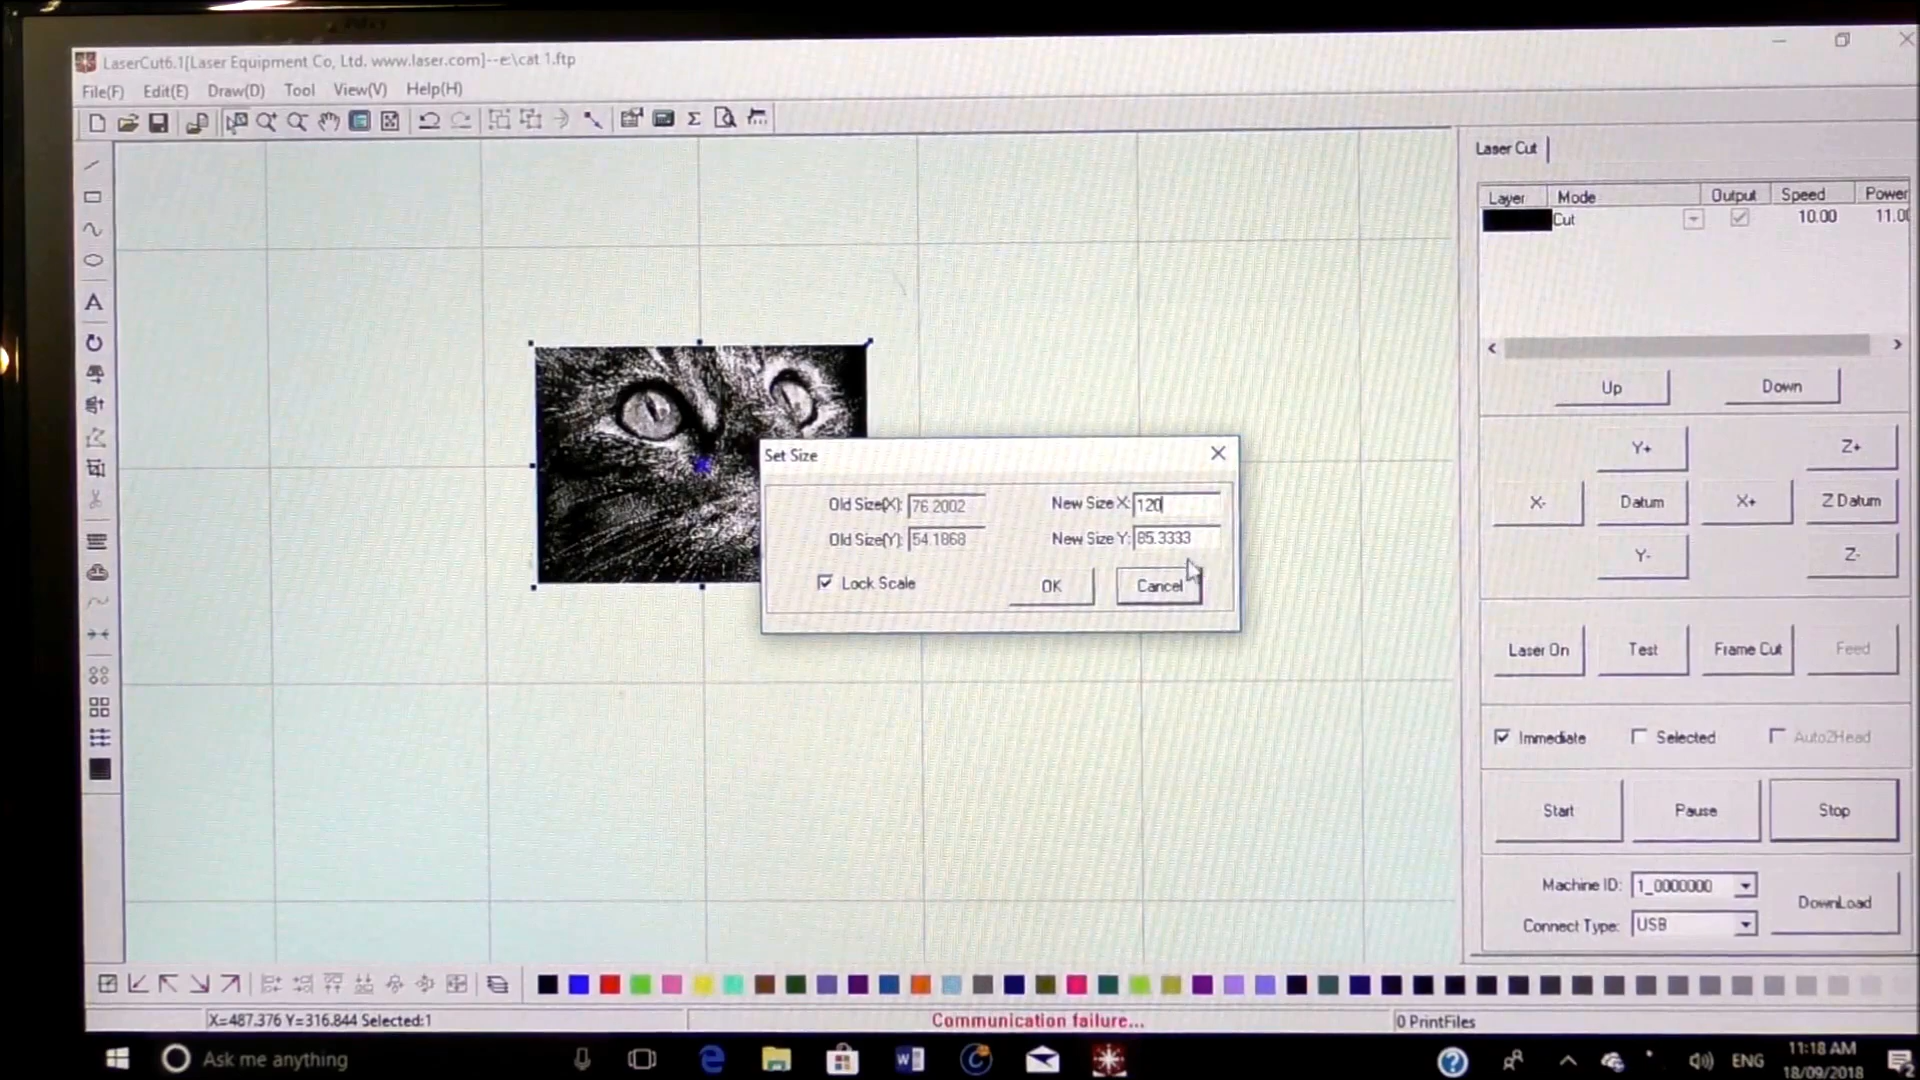 LaserCut6.1[Laser Equipment Co, Ltd. www.laser.com]--e:\cat 1.ftp
File(F) Edit(E) Draw(D) Tool View(V) Help(H)
Laser Cut
Layer Mode Output Speed Power
Cut 10.00 11.00
Up Down
Y+ Z+
X- Datum X+ Z Datum
Y- Z-
Set Size
Old Size(X): 76.2002 New Size X: 120
Old Size(Y): 54.1868 New Size Y: 85.3333
Lock Scale OK Cancel
Laser On Test Frame Cut Feed
Immediate Selected Auto2Head
Start Pause Stop
Machine ID: 1_0000000
DownLoad
Connect Type: USB
X=487.376 Y=316.844 Selected:1 Communication failure... 0 PrintFiles
Ask me anything ENG 11:18 AM
18/09/2018